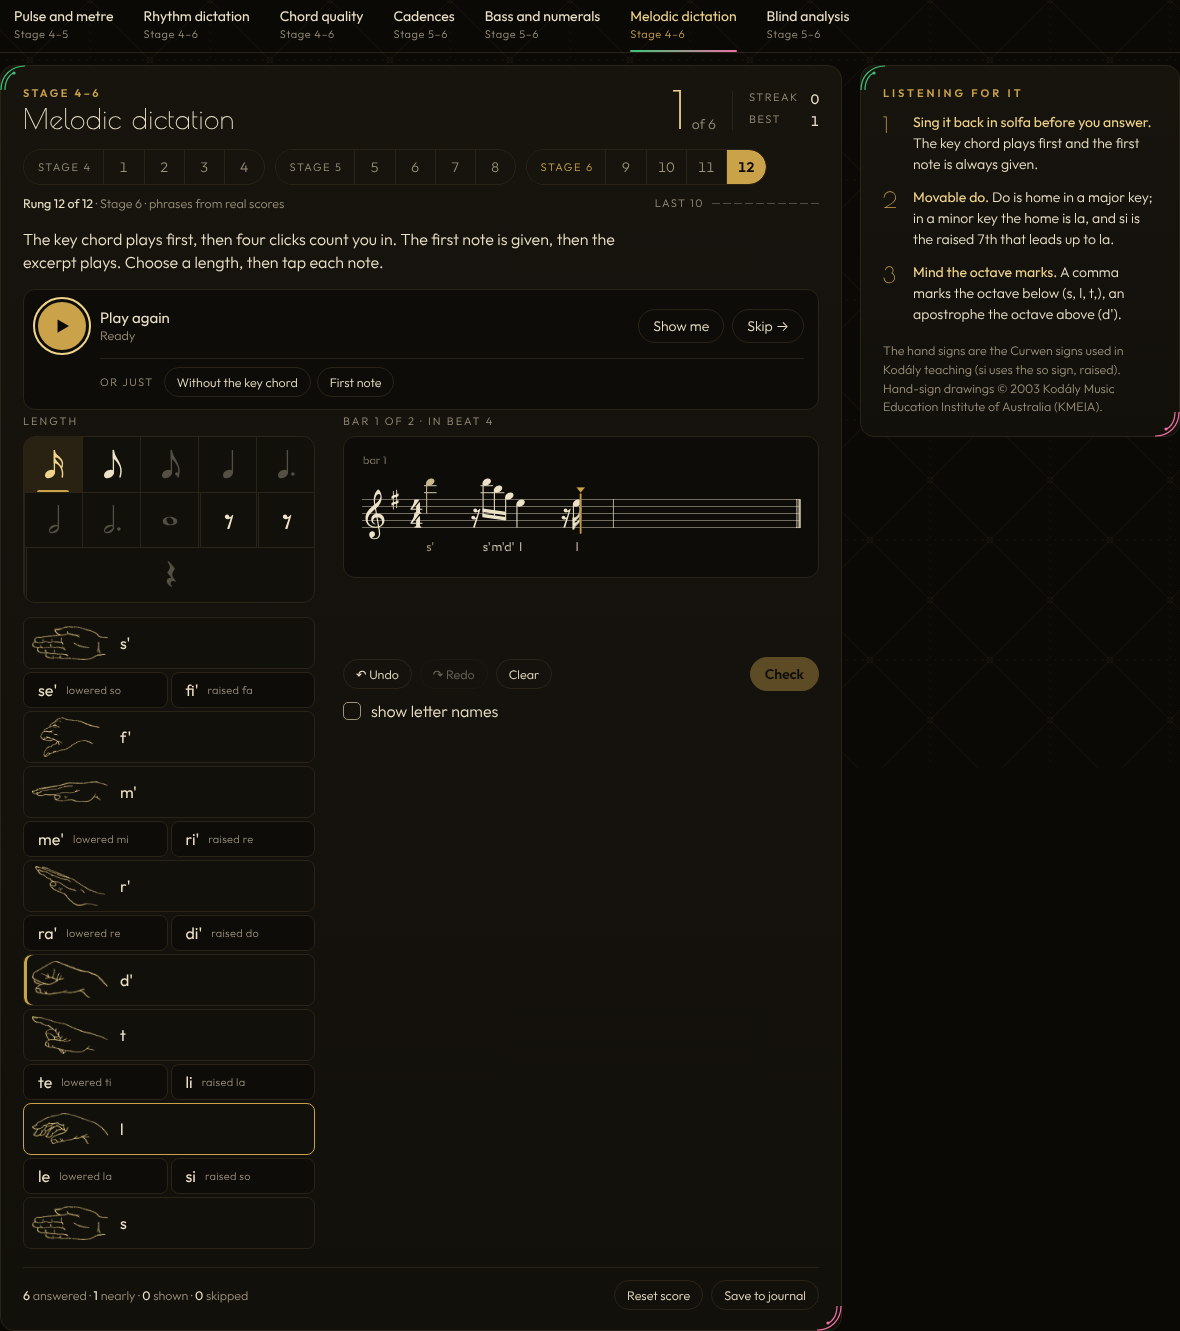 Pulse and metre
Stage 4–5
Rhythm dictation
Stage 4–6
Chord quality
Stage 4–6
Cadences
Stage 5–6
Bass and numerals
Stage 5–6
Melodic dictation
Stage 4–6
Blind analysis
Stage 5–6
STAGE 4–6
Melodic dictation
1 of 6
STREAK 0
BEST 1
STAGE 4 1 2 3 4
STAGE 5 5 6 7 8
STAGE 6 9 10 11 12
Rung 12 of 12 · Stage 6 · phrases from real scores
LAST 10
The key chord plays first, then four clicks count you in. The first note is given, then the
excerpt plays. Choose a length, then tap each note.
Play again
Ready
Show me
Skip →
OR JUST
Without the key chord
First note
LENGTH
BAR 1 OF 2 · IN BEAT 4
bar 1
4
4
s' s' m' d' l l
s'
se' lowered so
fi' raised fa
f'
m'
me' lowered mi
ri' raised re
r'
ra' lowered re
di' raised do
d'
t
te lowered ti
li raised la
l
le lowered la
si raised so
s
↶ Undo
↷ Redo
Clear
Check
show letter names
6 answered · 1 nearly · 0 shown · 0 skipped
Reset score
Save to journal
LISTENING FOR IT
1 Sing it back in solfa before you answer.
The key chord plays first and the first
note is always given.
2 Movable do. Do is home in a major key;
in a minor key the home is la, and si is
the raised 7th that leads up to la.
3 Mind the octave marks. A comma
marks the octave below (s, l, t,), an
apostrophe the octave above (d').
The hand signs are the Curwen signs used in
Kodály teaching (si uses the so sign, raised).
Hand-sign drawings © 2003 Kodály Music
Education Institute of Australia (KMEIA).